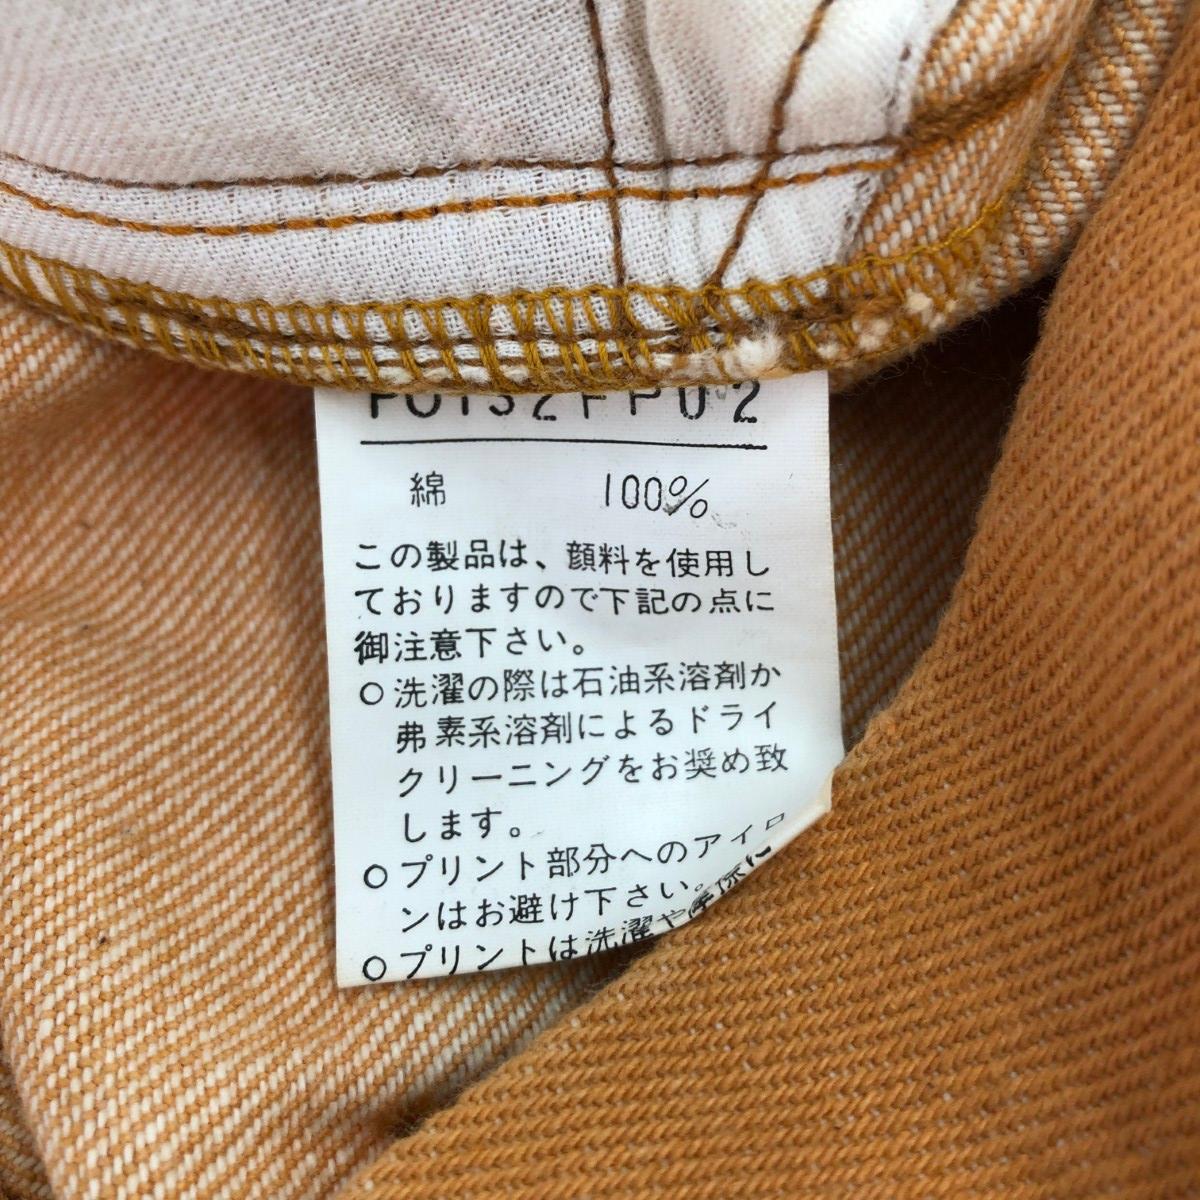 綿 100%
この製品は、顔料を使用し
ておりますので下記の点に
御注意下さい。
○洗濯の際は石油系溶剤か
弗素系溶剤によるドライ
クリーニングをお奨め致
します。
○プリント部分へのアイロ
ンはお避け下さい。
○プリントは洗濯や